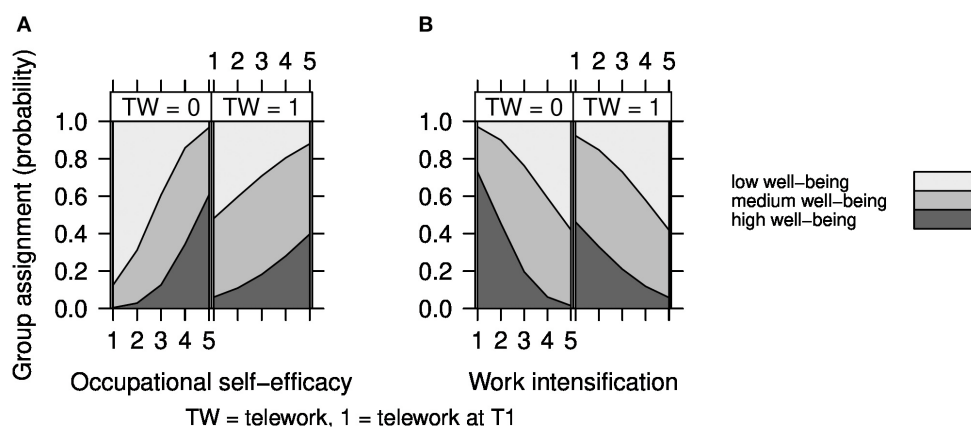 A
B
Group assignment (probability)
1 2 3 4 5
1 2 3 4 5
TW = 0
TW = 1
TW = 0
TW = 1
1.0
0.8
0.6
0.4
0.2
0.0
1.0
0.8
0.6
0.4
0.2
0.0
low well−being
medium well−being
high well−being
1 2 3 4 5
1 2 3 4 5
Occupational self−efficacy
Work intensification
TW = telework, 1 = telework at T1